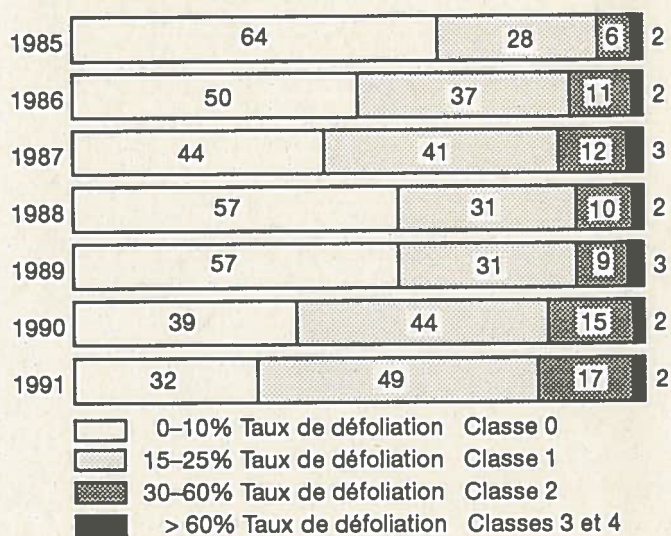 1985 64 28 6 2
1986 50 37 11 2
1987 44 41 12 3
1988 57 31 10 2
1989 57 31 9 3
1990 39 44 15 2
1991 32 49 17 2
0–10% Taux de défoliation Classe 0
15–25% Taux de défoliation Classe 1
30–60% Taux de défoliation Classe 2
> 60% Taux de défoliation Classes 3 et 4